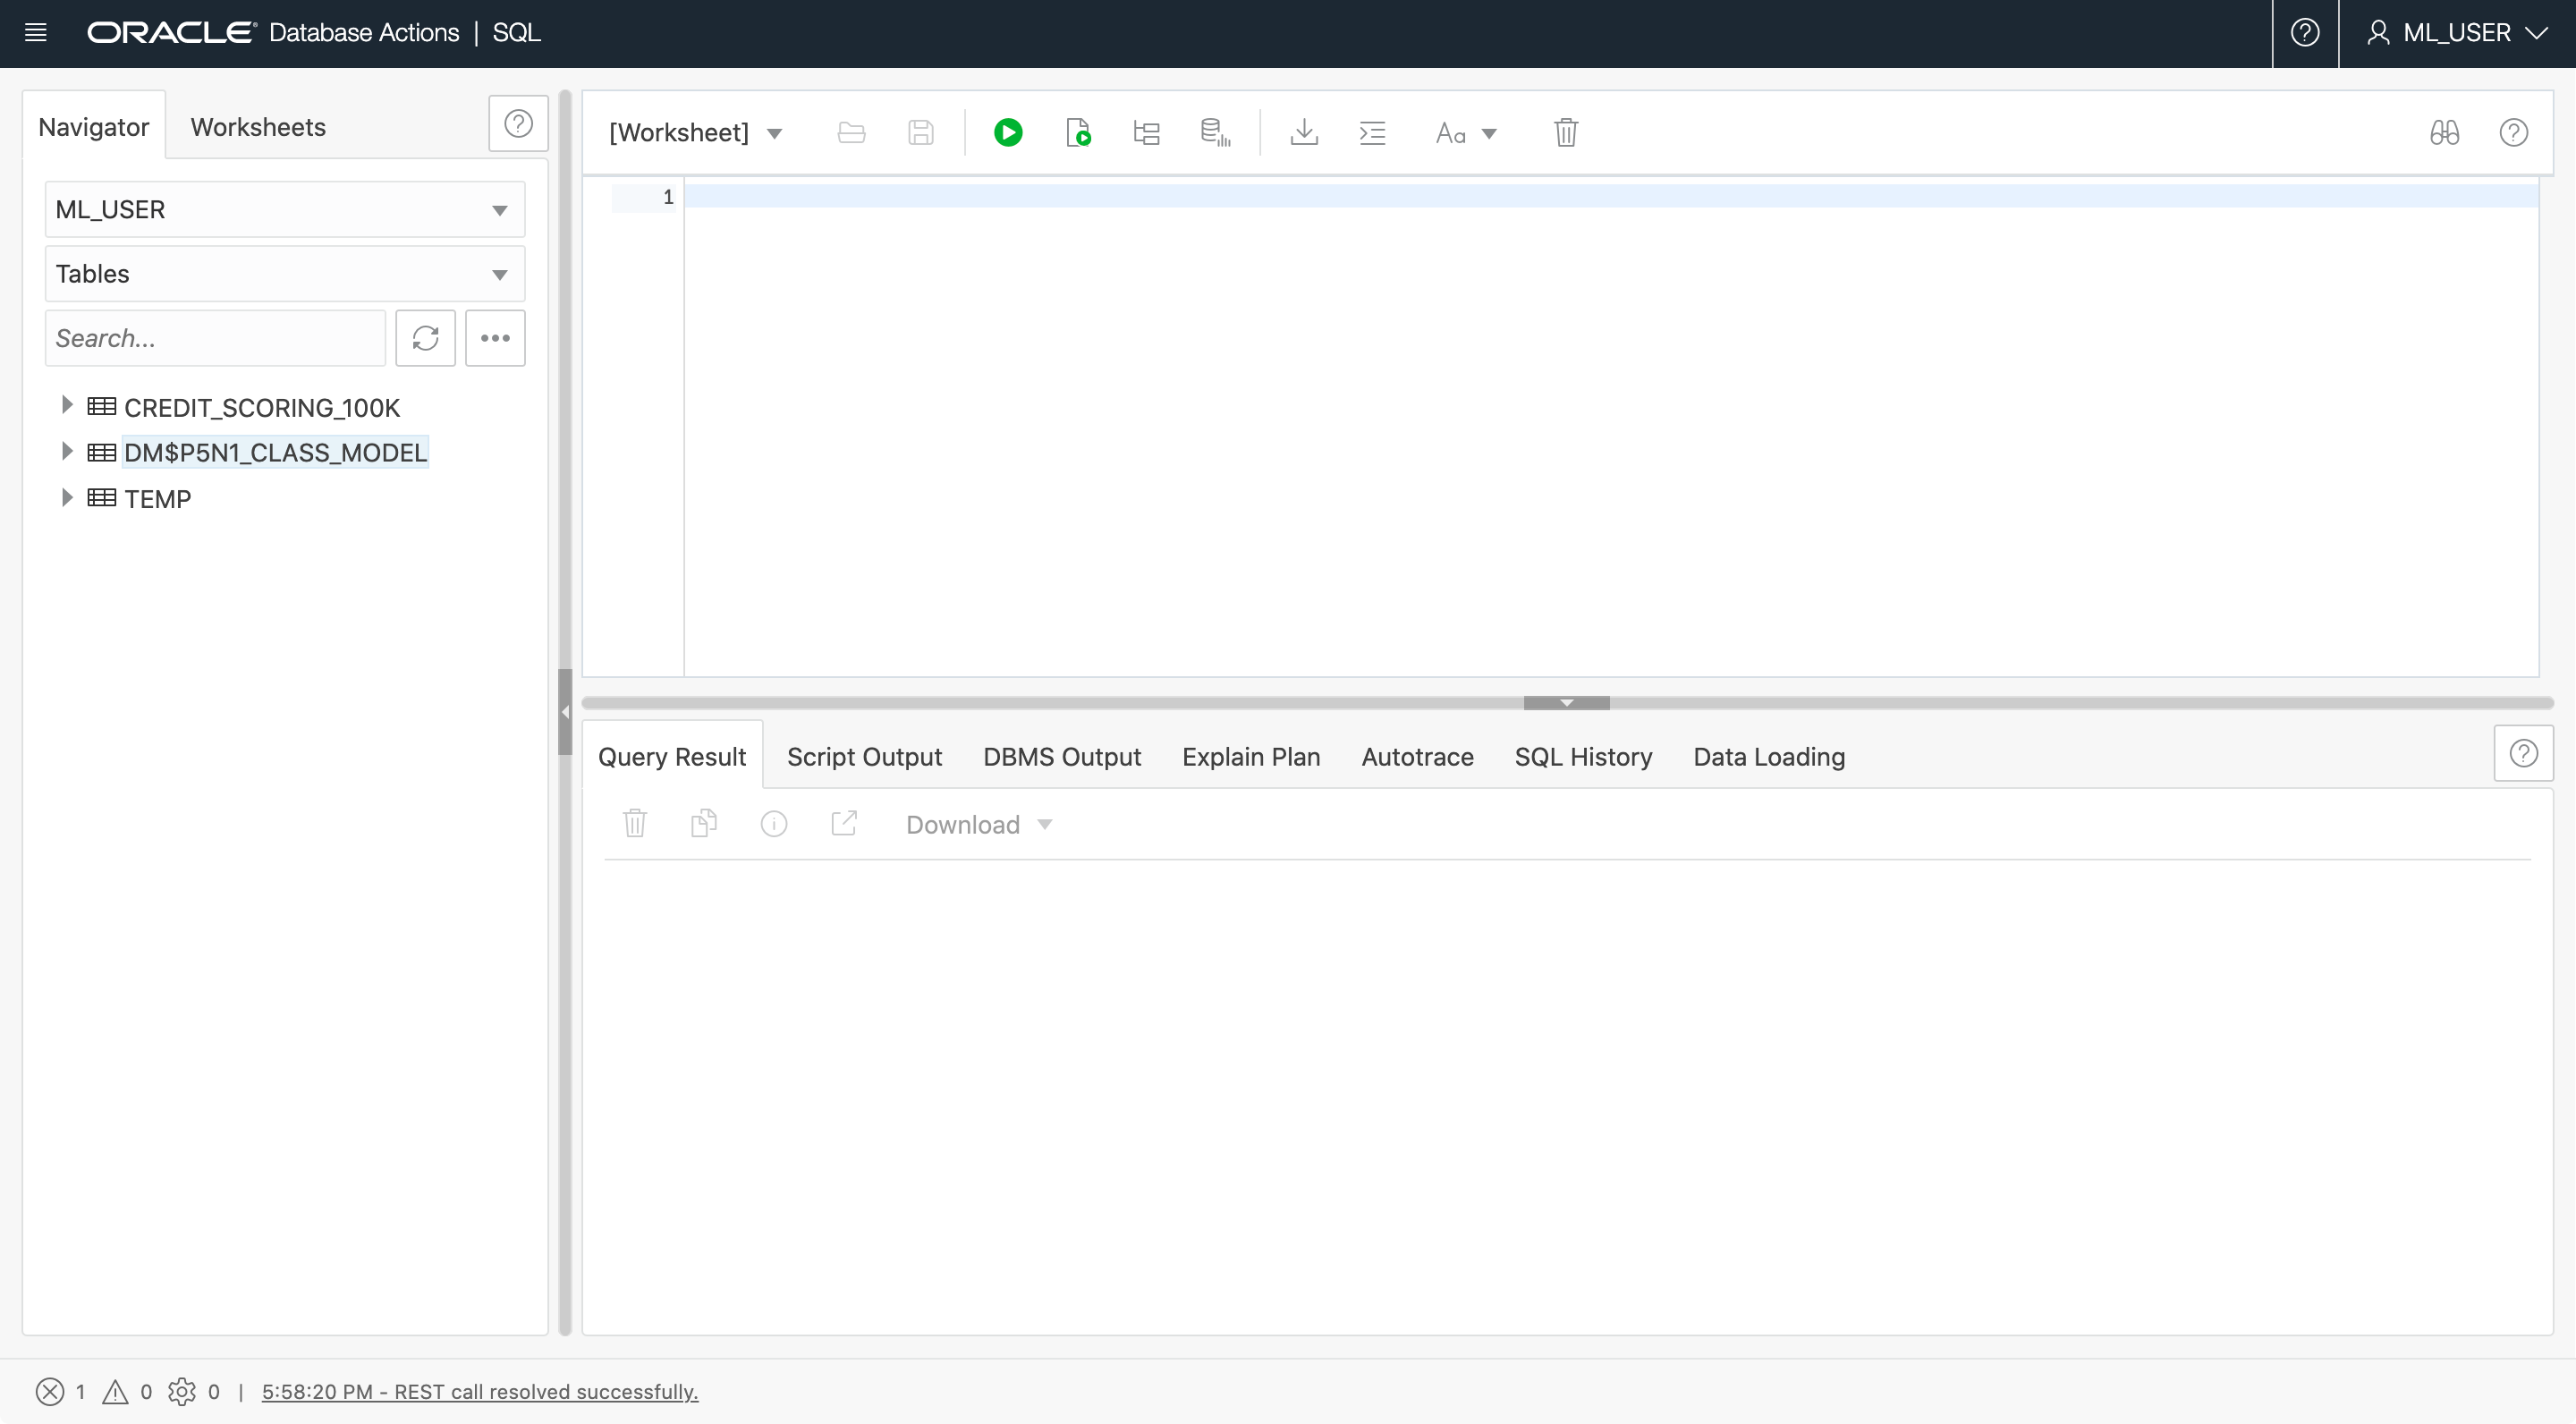 ORACLE Database Actions | SQL
ML_USER
Navigator
Worksheets
ML_USER
Tables
Search...
CREDIT_SCORING_100K
DM$P5N1_CLASS_MODEL
TEMP
[Worksheet]
Aa
1
Query Result
Script Output
DBMS Output
Explain Plan
Autotrace
SQL History
Data Loading
Download
1 0 0 | 5:58:20 PM - REST call resolved successfully.